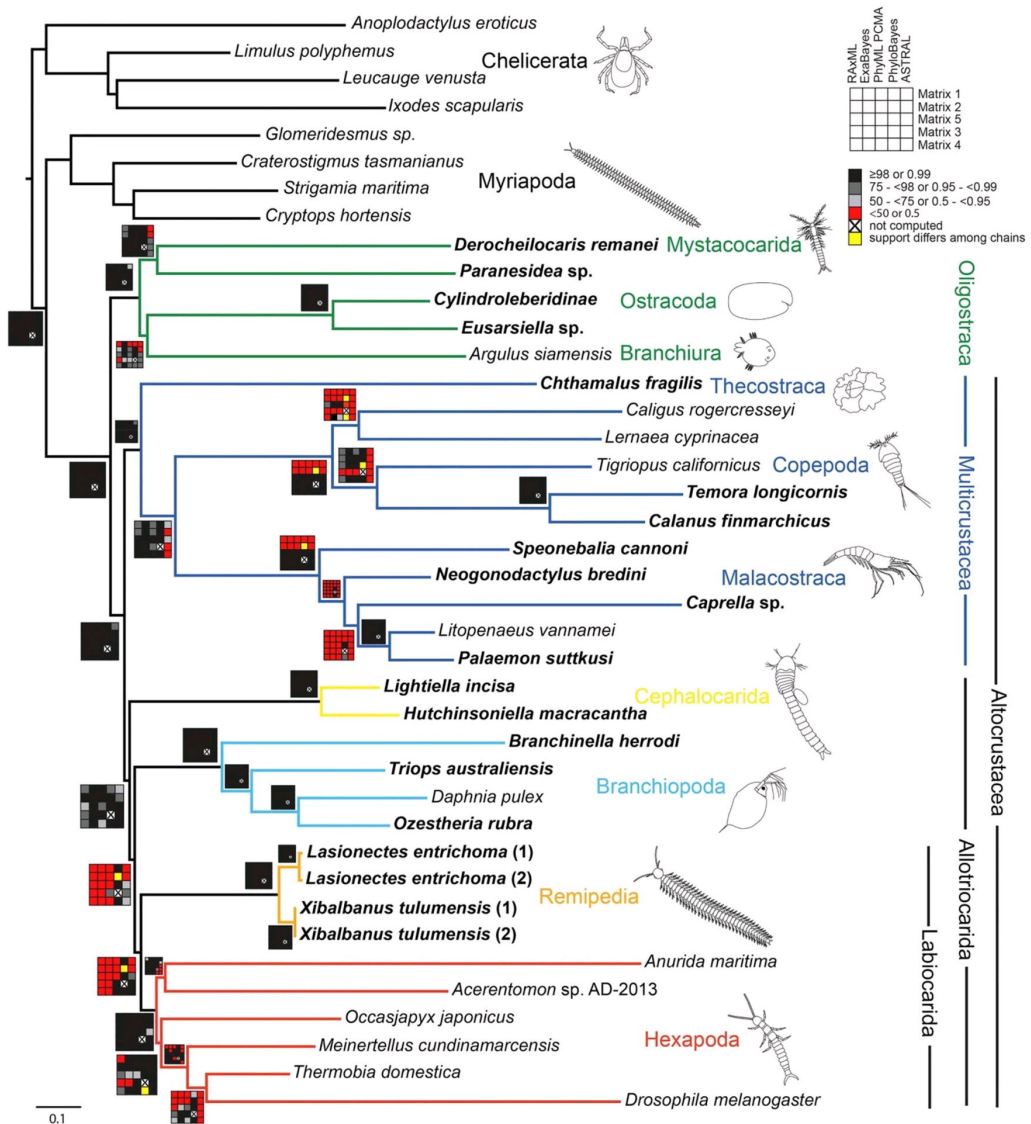 Anoplodactylus eroticus
Limulus polyphemus
Chelicerata
Leucauge venusta
Ixodes scapularis
RAxML
ExaBayes
PhyML PCMA
PhyloBayes
ASTRAL
Matrix 1
Matrix 2
Matrix 5
Matrix 3
Matrix 4
≥98 or 0.99
75 - <98 or 0.95 - <0.99
50 - <75 or 0.5 - <0.95
<50 or 0.5
not computed
support differs among chains
Glomeridesmus sp.
Craterostigmus tasmanianus
Myriapoda
Strigamia maritima
Cryptops hortensis
Derocheilocaris remanei
Mystacocarida
Paranesidea sp.
Cylindroleberidinae
Ostracoda
Eusarsiella sp.
Argulus siamensis
Branchiura
Oligostraca
Chthamalus fragilis
Thecostraca
Caligus rogercresseyi
Lernaea cyprinacea
Tigriopus californicus
Copepoda
Temora longicornis
Calanus finmarchicus
Speonebalia cannoni
Neogonodactylus bredini
Malacostraca
Caprella sp.
Litopenaeus vannamei
Palaemon suttkusi
Multicrustacea
Lightiella incisa
Cephalocarida
Hutchinsoniella macracantha
Altocrustacea
Branchinella herrodi
Triops australiensis
Branchiopoda
Daphnia pulex
Ozestheria rubra
Allotriocarida
Lasionectes entrichoma (1)
Lasionectes entrichoma (2)
Remipedia
Xibalbanus tulumensis (1)
Xibalbanus tulumensis (2)
Labiocarida
Anurida maritima
Acerentomon sp. AD-2013
Occasjapyx japonicus
Hexapoda
Meinertellus cundinamarcensis
Thermobia domestica
Drosophila melanogaster
0.1